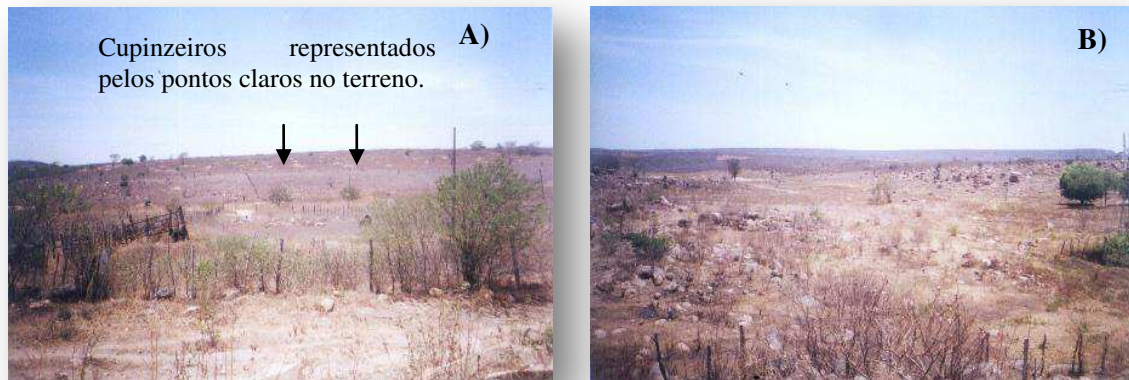 Cupinzeiros representados A)
pelos pontos claros no terreno.
B)